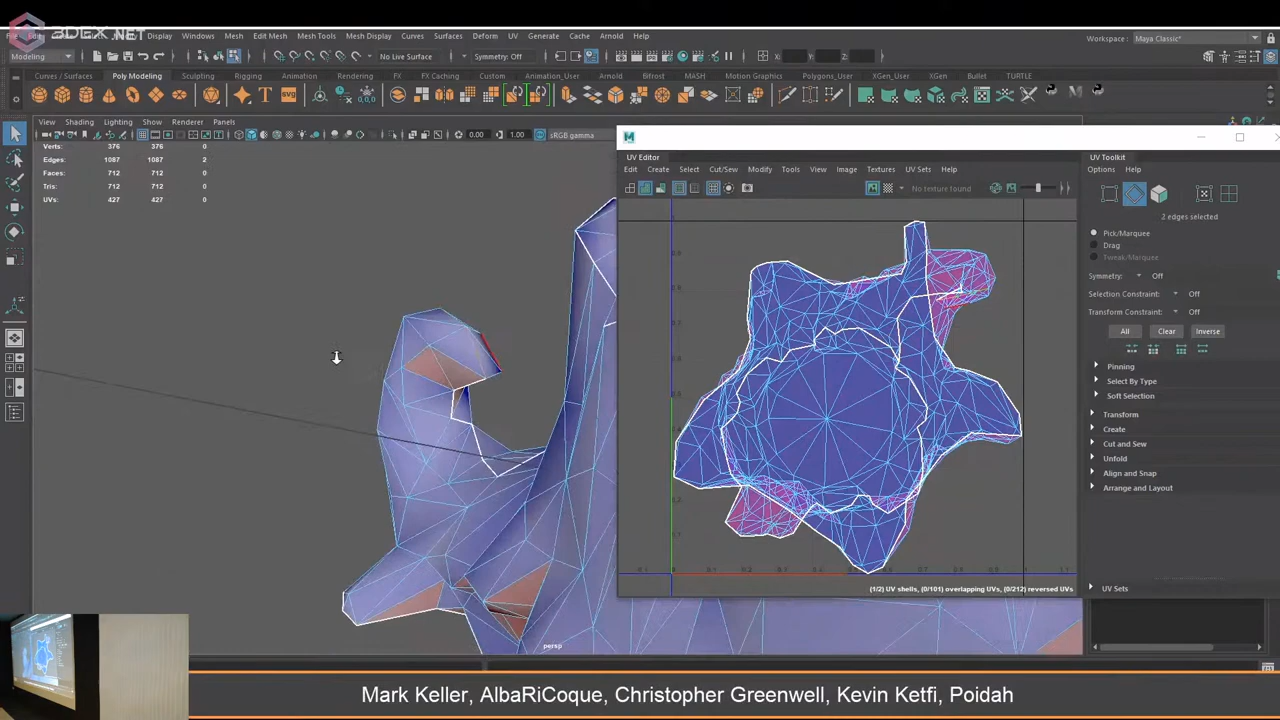 3DEX.NET
Display Windows Mesh Edit Mesh Mesh Tools Mesh Display Curves Surfaces Deform UV Generate Cache Arnold Help Workspace : Maya Classic*
Modeling No Live Surface Symmetry: Off
Curves / Surfaces Poly Modeling Sculpting Rigging Animation Rendering FX FX Caching Custom Animation_User Arnold Bifrost MASH Motion Graphics Polygons_User XGen_User XGen Bullet TURTLE
View Shading Lighting Show Renderer Panels
0.00 1.00 sRGB gamma
Verts: 376 376 0
Edges: 1087 1087 2
Faces: 712 712 0
Tris: 712 712 0
UVs: 427 427 0
persp
UV Editor
Edit Create Select Cut/Sew Modify Tools View Image Textures UV Sets Help
No texture found
(1/2) UV shells, (0/101) overlapping UVs, (0/212) reversed UVs
UV Toolkit
Options Help
2 edges selected
Pick/Marquee
Drag
Tweak/Marquee
Symmetry: Off
Selection Constraint: Off
Transform Constraint: Off
All Clear Inverse
Pinning
Select By Type
Soft Selection
Transform
Create
Cut and Sew
Unfold
Align and Snap
Arrange and Layout
UV Sets
Mark Keller, AlbaRiCoque, Christopher Greenwell, Kevin Ketfi, Poidah